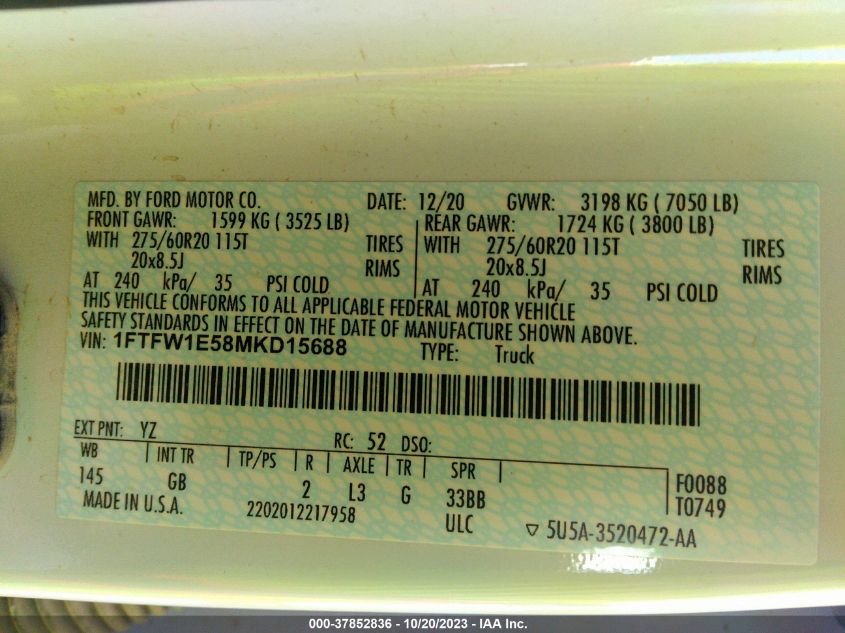 MFD. BY FORD MOTOR CO. DATE: 12/20 GVWR: 3198 KG ( 7050 LB)
FRONT GAWR: 1599 KG ( 3525 LB) REAR GAWR: 1724 KG ( 3800 LB)
WITH 275/60R20 115T TIRES WITH 275/60R20 115T TIRES
20x8.5J RIMS 20x8.5J RIMS
AT 240 kPa/ 35 PSI COLD AT 240 kPa/ 35 PSI COLD
THIS VEHICLE CONFORMS TO ALL APPLICABLE FEDERAL MOTOR VEHICLE
SAFETY STANDARDS IN EFFECT ON THE DATE OF MANUFACTURE SHOWN ABOVE.
VIN: 1FTFW1E58MKD15688 TYPE: Truck
EXT PNT: YZ RC: 52 DSO:
WB INT TR TP/PS R AXLE TR SPR F0088
145 GB 2 L3 G 33BB T0749
MADE IN U.S.A. 2202012217958 ULC ▽ 5U5A-3520472-AA
000-37852836 - 10/20/2023 - IAA Inc.